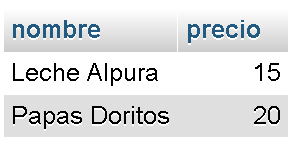 nombre precio
Leche Alpura 15
Papas Doritos 20